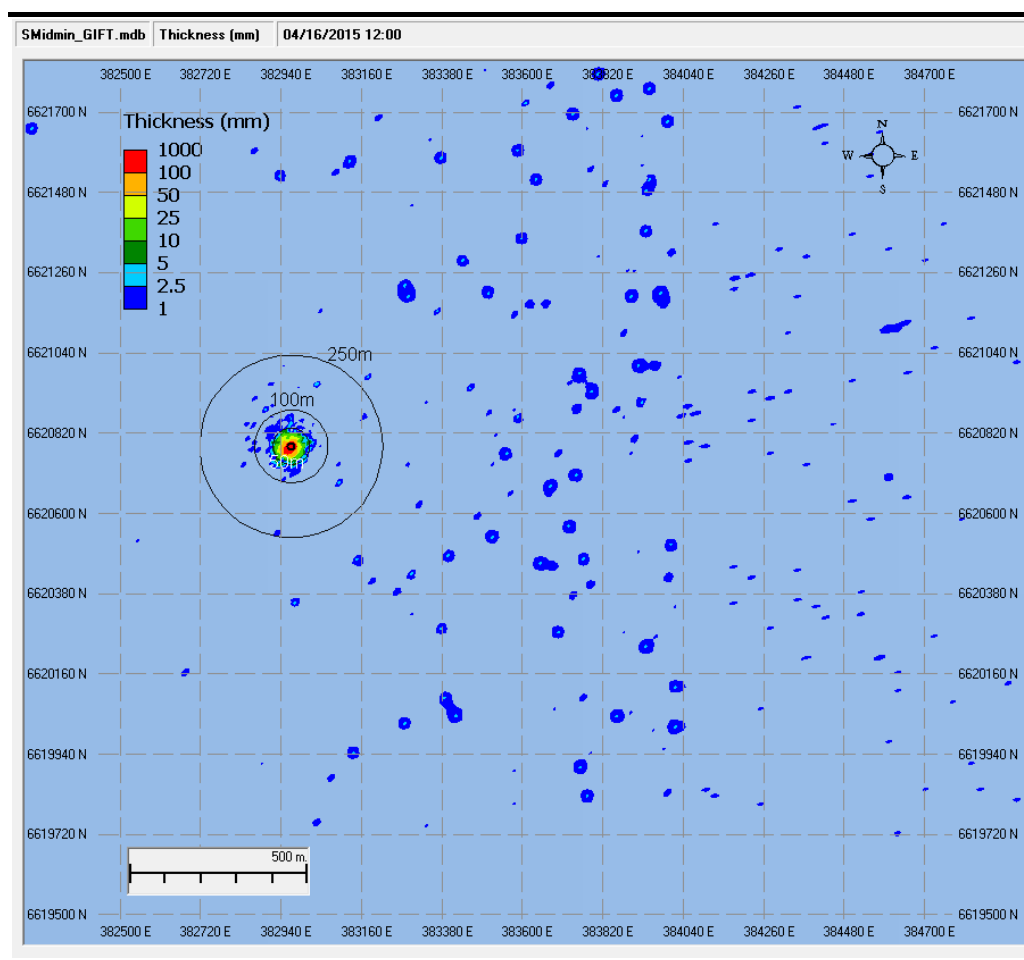 SMidmin_GIFT.mdb Thickness (mm) 04/16/2015 12:00
382500 E 382720 E 382940 E 383160 E 383380 E 383600 E 383820 E 384040 E 384260 E 384480 E 384700 E
6621700 N 6621700 N
Thickness (mm)
N
W E
S
1000
100
50
25
10
5
2.5
1
6621480 N 6621480 N
6621260 N 6621260 N
6621040 N 6621040 N
250m
100m
6620820 N 6620820 N
50m
6620600 N 6620600 N
6620380 N 6620380 N
6620160 N 6620160 N
6619940 N 6619940 N
6619720 N 6619720 N
500 m.
6619500 N 6619500 N
382500 E 382720 E 382940 E 383160 E 383380 E 383600 E 383820 E 384040 E 384260 E 384480 E 384700 E